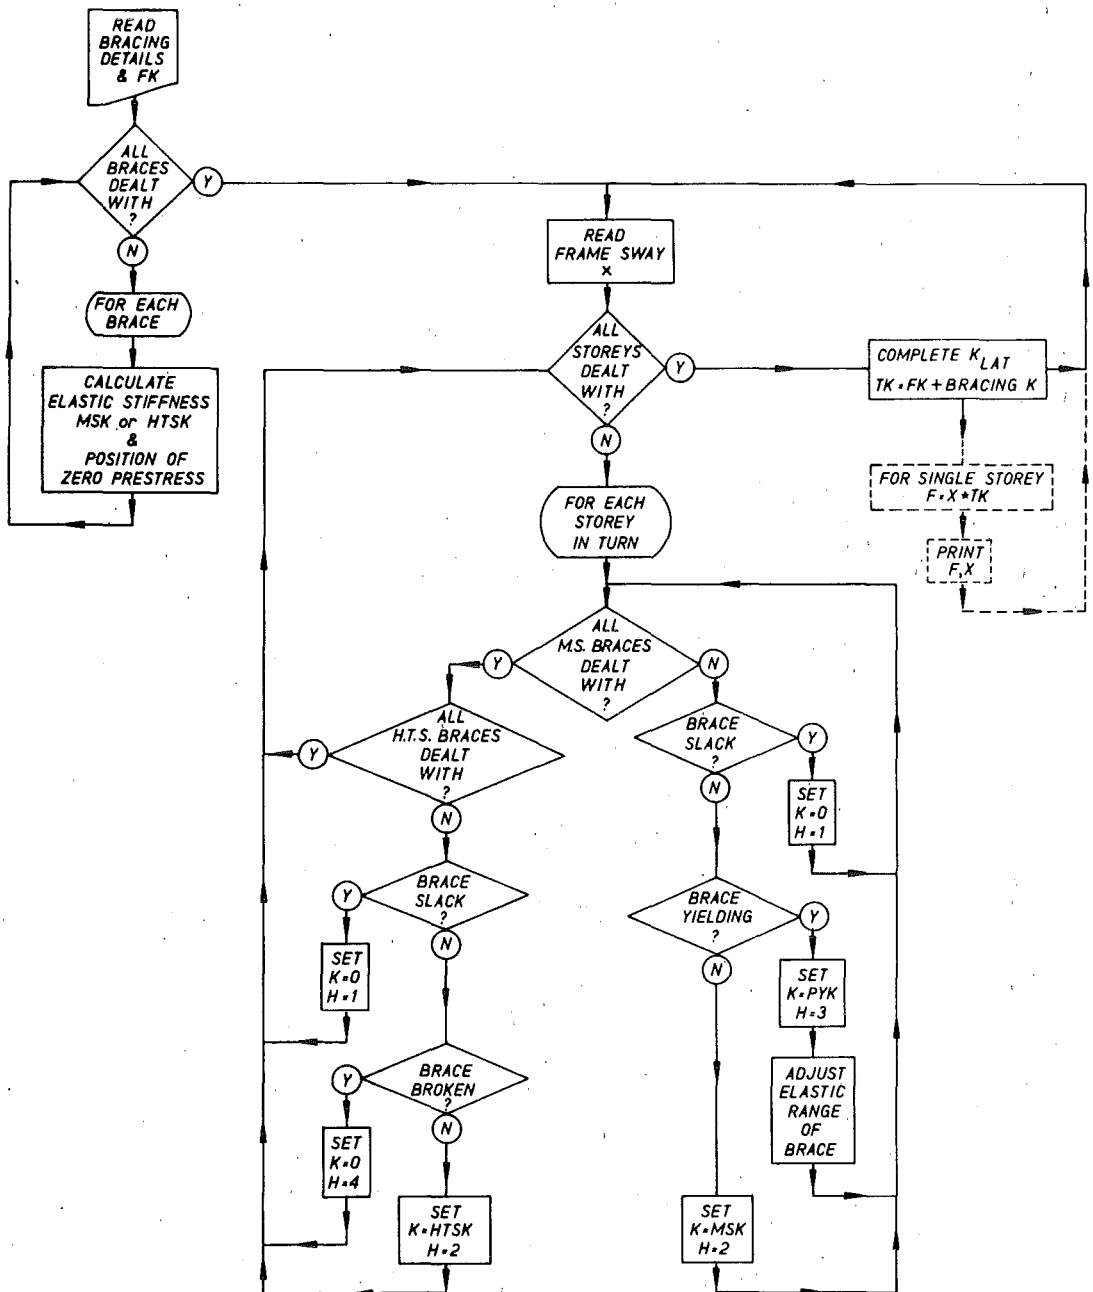 READ
BRACING
DETAILS
& FK
ALL
BRACES
DEALT
WITH
?
Y
N
FOR EACH
BRACE
CALCULATE
ELASTIC STIFFNESS
MSK or HTSK
&
POSITION OF
ZERO PRESTRESS
READ
FRAME SWAY
x
ALL
STOREYS
DEALT
WITH
?
Y
N
COMPLETE KLAT
TK=FK+BRACING K
FOR SINGLE STOREY
F=X*TK
PRINT
F,X
FOR EACH
STOREY
IN TURN
ALL
M.S. BRACES
DEALT
WITH
?
Y
N
ALL
H.T.S. BRACES
DEALT
WITH
?
Y
N
BRACE
SLACK
?
Y
N
SET
K=0
H=1
BRACE
BROKEN
?
Y
N
SET
K=0
H=4
SET
K=HTSK
H=2
BRACE
SLACK
?
Y
N
SET
K=0
H=1
BRACE
YIELDING
?
Y
N
SET
K=PYK
H=3
ADJUST
ELASTIC
RANGE
OF
BRACE
SET
K=MSK
H=2